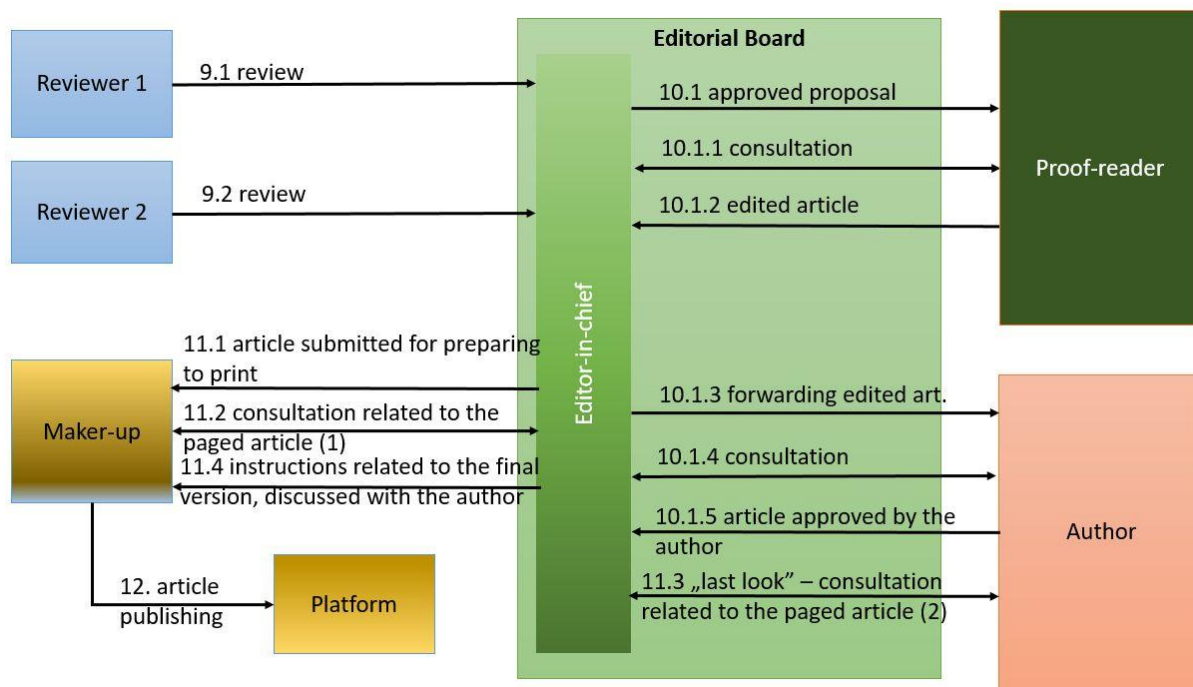 Editorial Board
Reviewer 1
9.1 review
10.1 approved proposal
10.1.1 consultation
Proof-reader
Reviewer 2
9.2 review
10.1.2 edited article
Editor-in-chief
11.1 article submitted for preparing
to print
Maker-up
11.2 consultation related to the
paged article (1)
11.4 instructions related to the final
version, discussed with the author
10.1.3 forwarding edited art.
10.1.4 consultation
10.1.5 article approved by the
author
Author
11.3 „last look” – consultation
related to the paged article (2)
12. article
publishing
Platform